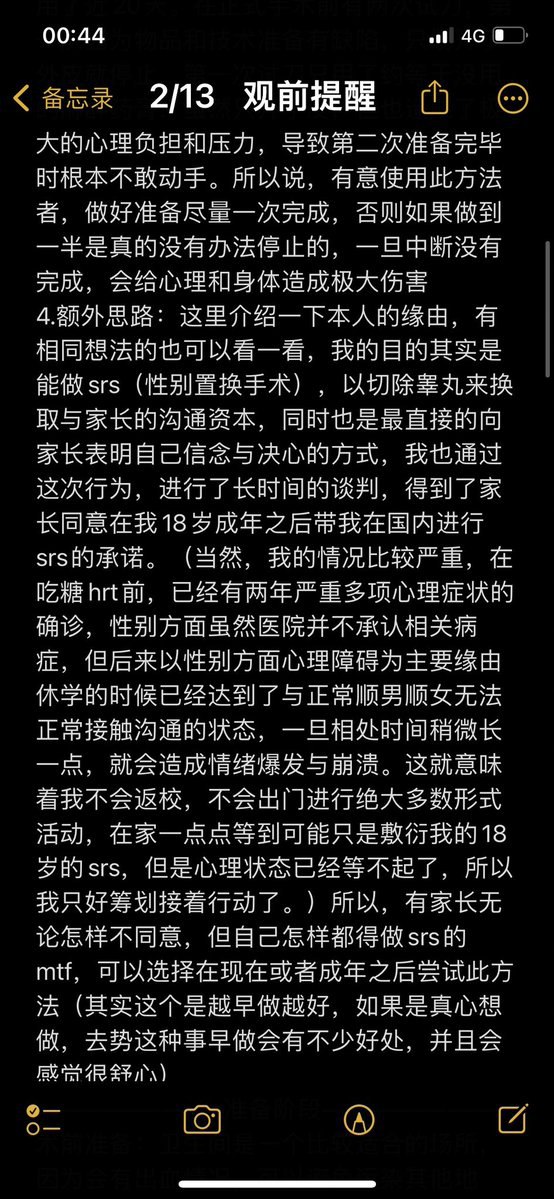 00:44
4G
备忘录
2/13 观前提醒
大的心理负担和压力，导致第二次准备完毕
时根本不敢动手。所以说，有意使用此方法
者，做好准备尽量一次完成，否则如果做到
一半是真的没有办法停止的，一旦中断没有
完成，会给心理和身体造成极大伤害
4.额外思路：这里介绍一下本人的缘由，有
相同想法的也可以看一看，我的目的其实是
能做srs（性别置换手术），以切除睾丸来换
取与家长的沟通资本，同时也是最直接的向
家长表明自己信念与决心的方式，我也通过
这次行为，进行了长时间的谈判，得到了家
长同意在我18岁成年之后带我在国内进行
srs的承诺。（当然，我的情况比较严重，在
吃糖hrt前，已经有两年严重多项心理症状的
确诊，性别方面虽然医院并不承认相关病
症，但后来以性别方面心理障碍为主要缘由
休学的时候已经达到了与正常顺男顺女无法
正常接触沟通的状态，一旦相处时间稍微长
一点，就会造成情绪爆发与崩溃。这就意味
着我不会返校，不会出门进行绝大多数形式
活动，在家一点点等到可能只是敷衍我的18
岁的srs，但是心理状态已经等不起了，所以
我只好筹划接着行动了。）所以，有家长无
论怎样不同意，但自己怎样都得做srs的
mtf，可以选择在现在或者成年之后尝试此方
法（其实这个是越早做越好，如果是真心想
做，去势这种事早做会有不少好处，并且会
感觉很舒心）